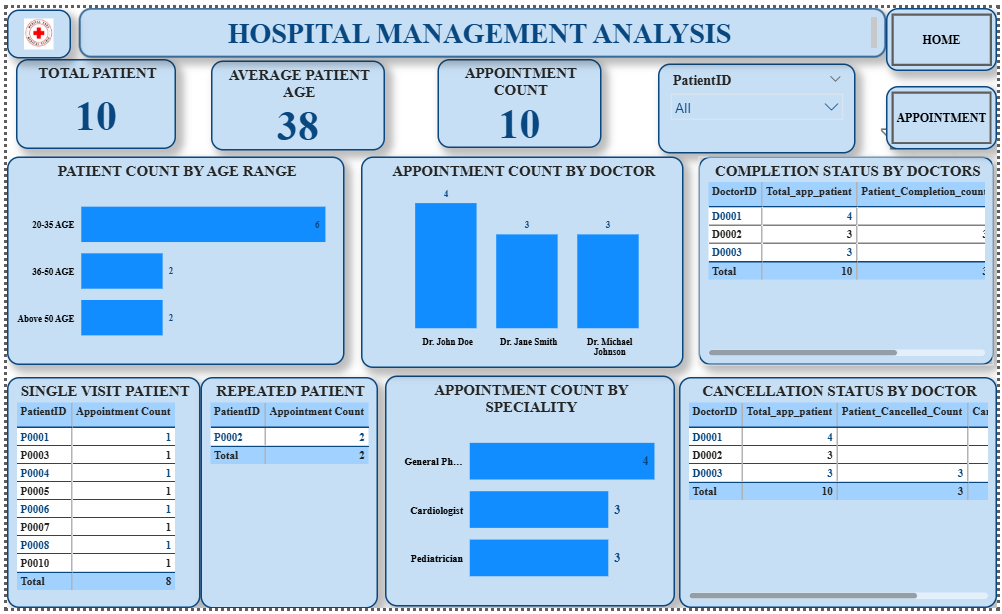 HOSPITAL MANAGEMENT ANALYSIS
HOME
TOTAL PATIENT
10
AVERAGE PATIENT
AGE
38
APPOINTMENT
COUNT
10
PatientID
All
APPOINTMENT
PATIENT COUNT BY AGE RANGE
20-35 AGE 6
36-50 AGE 2
Above 50 AGE 2
APPOINTMENT COUNT BY DOCTOR
4
3
3
Dr. John Doe
Dr. Jane Smith
Dr. Michael
Johnson
COMPLETION STATUS BY DOCTORS
DoctorID Total_app_patient Patient_Completion_count
D0001 4
D0002 3 3
D0003 3
Total 10 3
SINGLE VISIT PATIENT
PatientID Appointment Count
P0001 1
P0003 1
P0004 1
P0005 1
P0006 1
P0007 1
P0008 1
P0010 1
Total 8
REPEATED PATIENT
PatientID Appointment Count
P0002 2
Total 2
APPOINTMENT COUNT BY
SPECIALITY
General Ph... 4
Cardiologist 3
Pediatrician 3
CANCELLATION STATUS BY DOCTOR
DoctorID Total_app_patient Patient_Cancelled_Count
D0001 4
D0002 3
D0003 3 3
Total 10 3